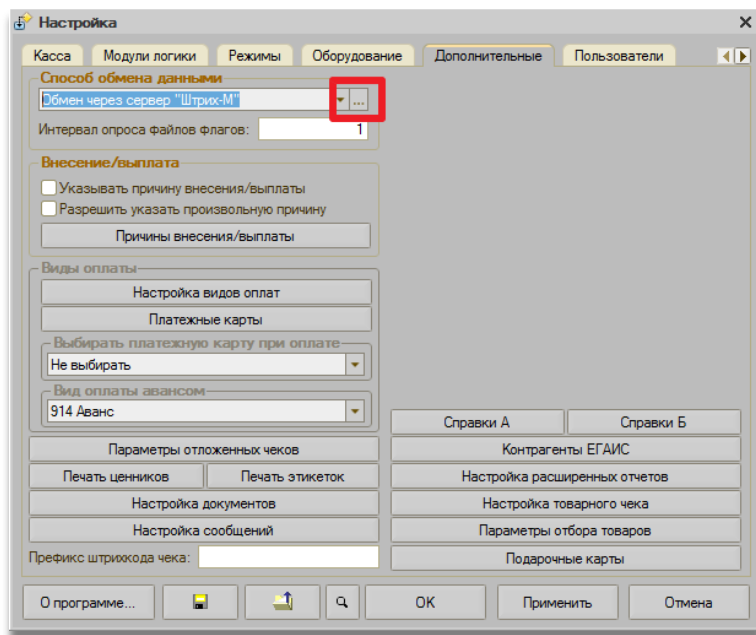 Настройка
Касса Модули логики Режимы Оборудование Дополнительные Пользователи
Способ обмена данными
Обмен через сервер "Штрих-М" ...
Интервал опроса файлов флагов: 1
Внесение/выплата
Указывать причину внесения/выплаты
Разрешить указать произвольную причину
Причины внесения/выплаты
Виды оплаты
Настройка видов оплат
Платежные карты
Выбирать платежную карту при оплате
Не выбирать
Вид оплаты авансом
914 Аванс
Справки А Справки Б
Параметры отложенных чеков Контрагенты ЕГАИС
Печать ценников Печать этикеток Настройка расширенных отчетов
Настройка документов Настройка товарного чека
Настройка сообщений Параметры отбора товаров
Префикс штрихкода чека: Подарочные карты
О программе... ОК Применить Отмена